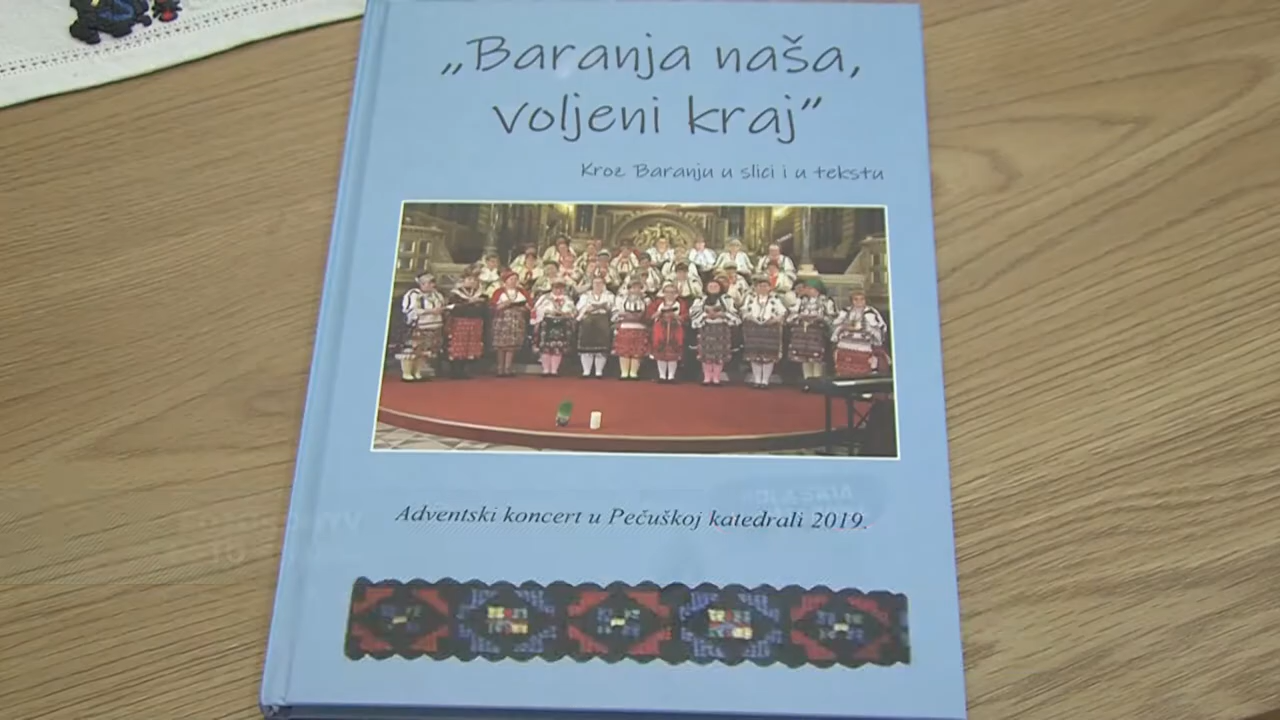 „Baranja naša,
voljeni kraj”
Kroz Baranju u slici i u tekstu
Adventski koncert u Pečuškoj katedrali 2019.